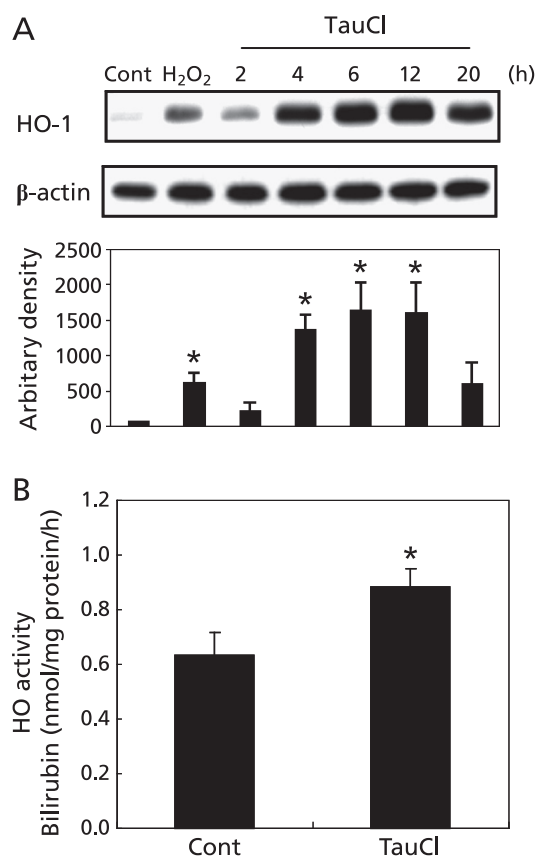 A
TauCl
Cont H₂O₂ 2 4 6 12 20 (h)
HO-1
β-actin
Arbitary density
2500
2000
1500
1000
500
0
* * * *
B
HO activity
Bilirubin (nmol/mg protein/h)
1.2
1.0
0.8
0.6
0.4
0.2
0.0
*
Cont TauCl